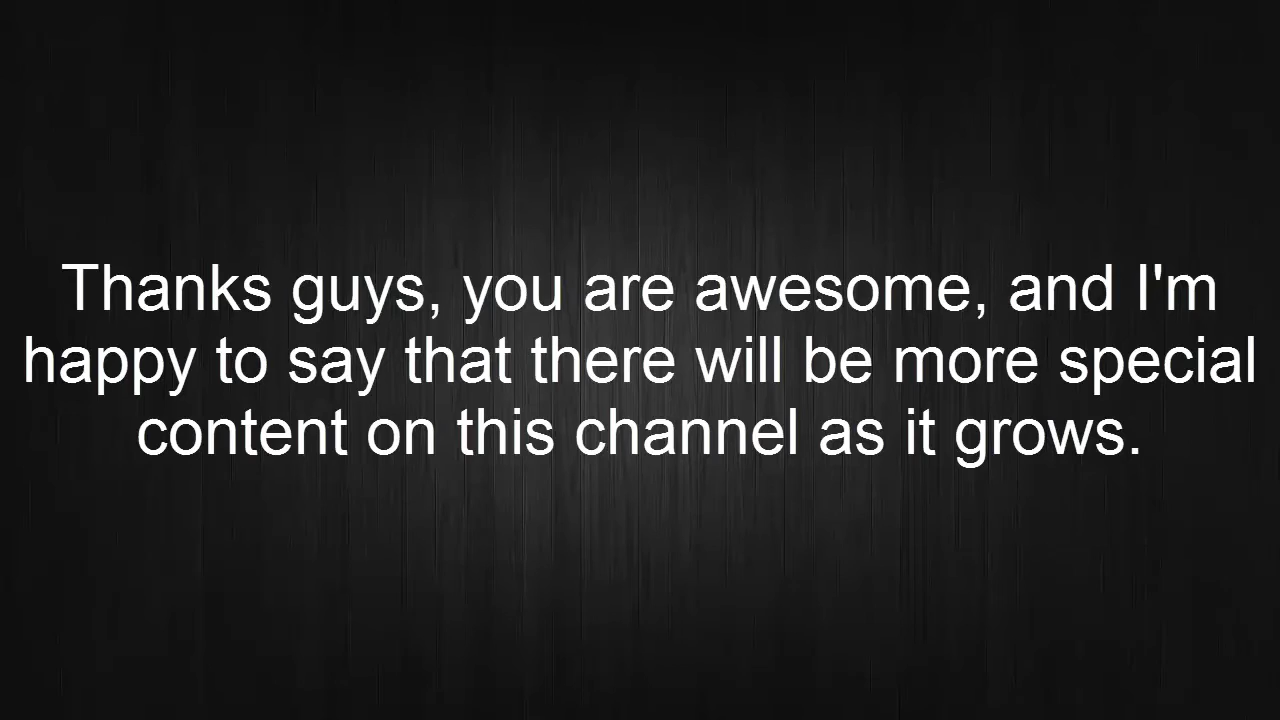 Thanks guys, you are awesome, and I'm
happy to say that there will be more special
content on this channel as it grows.